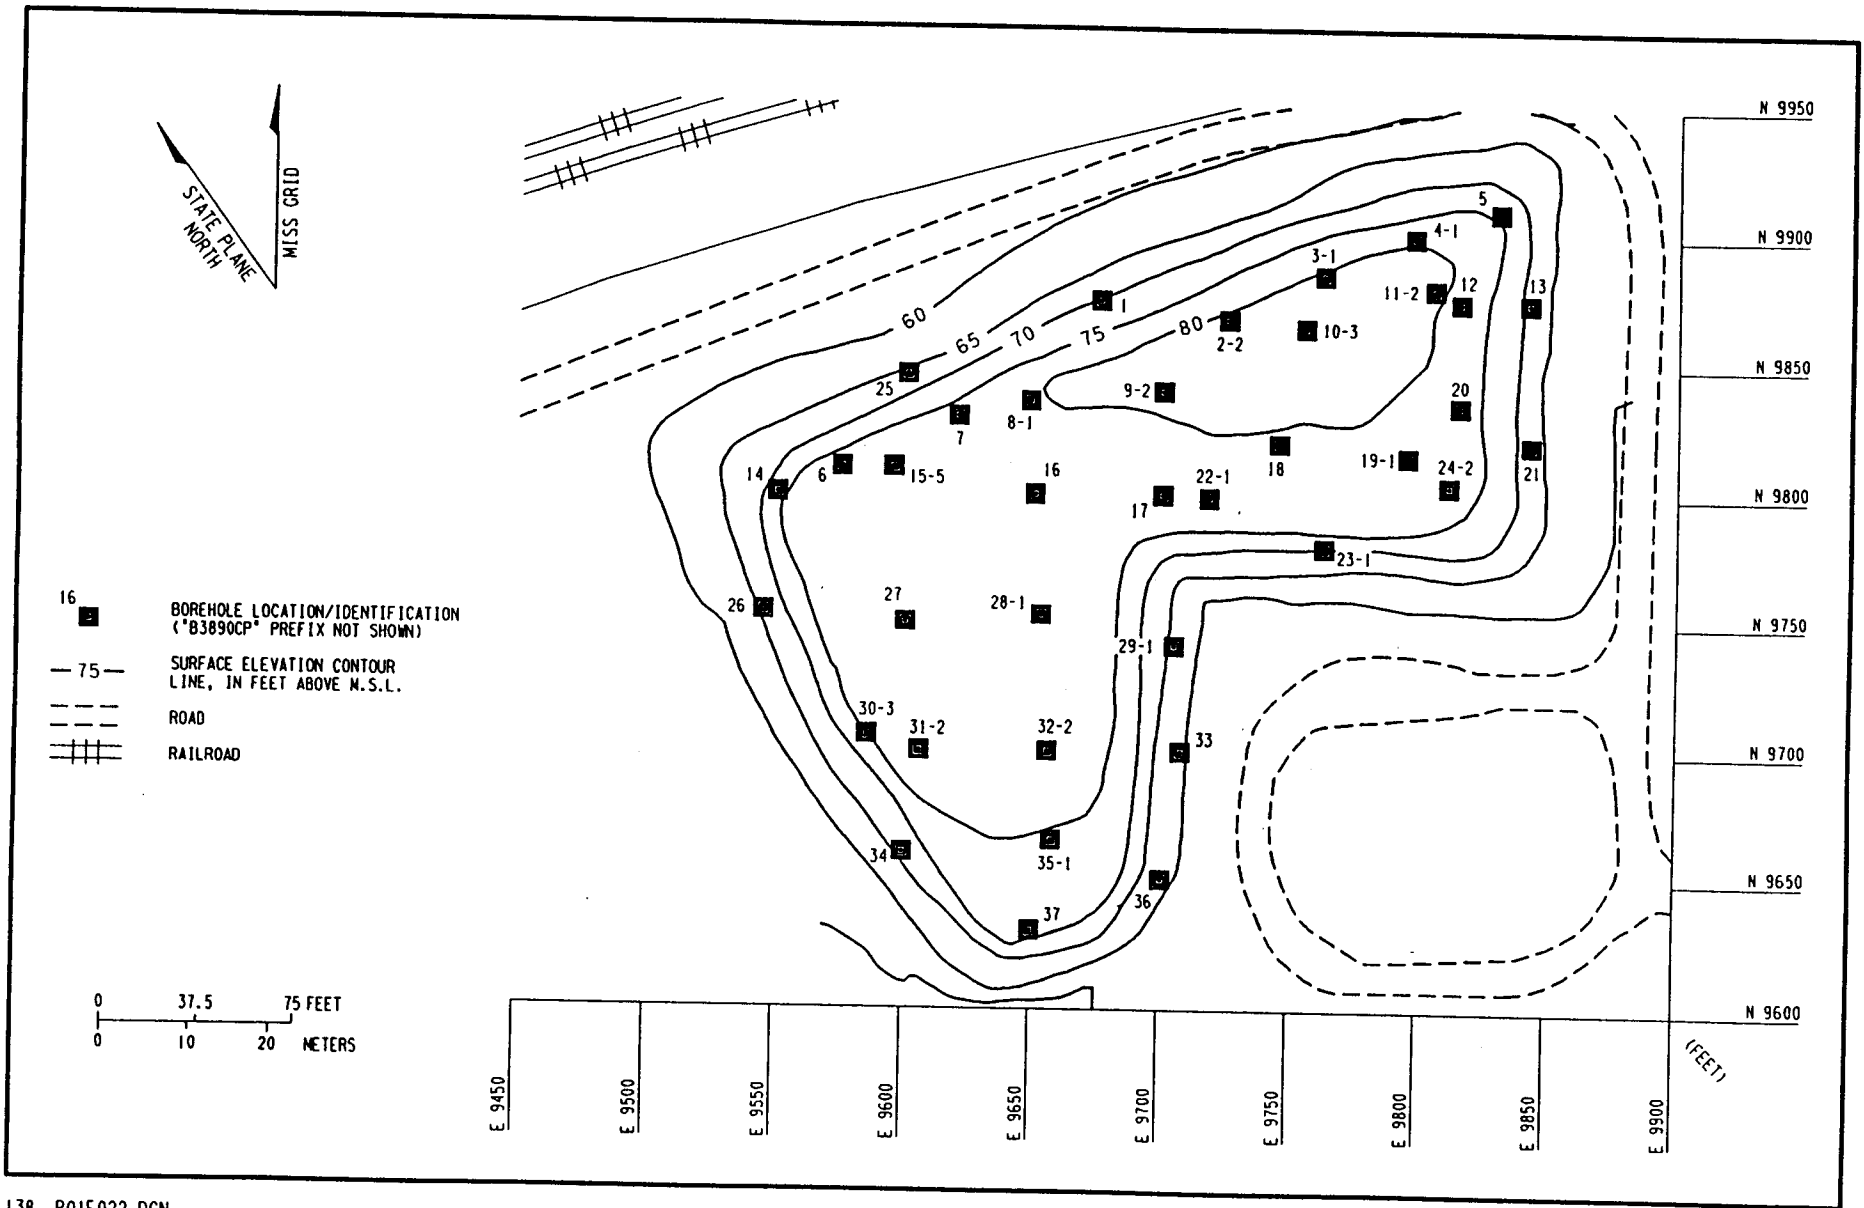 STATE PLANE
NORTH
MISS GRID
N 9950
N 9900
N 9850
N 9800
N 9750
N 9700
N 9650
N 9600
(FEET)
5
4-1
3-1
11-2
12
13
1
2-2
10-3
60
65
70
75
80
25
9-2
20
8-1
7
14
6
15-5
16
18
19-1
24-2
21
17
22-1
23-1
26
27
28-1
29-1
30-3
31-2
32-2
33
34
35-1
36
37
16
BOREHOLE LOCATION/IDENTIFICATION
("B3890CP" PREFIX NOT SHOWN)
75
SURFACE ELEVATION CONTOUR
LINE, IN FEET ABOVE M.S.L.
ROAD
RAILROAD
0 37.5 75 FEET
0 10 20 METERS
E 9450
E 9500
E 9550
E 9600
E 9650
E 9700
E 9750
E 9800
E 9850
E 9900